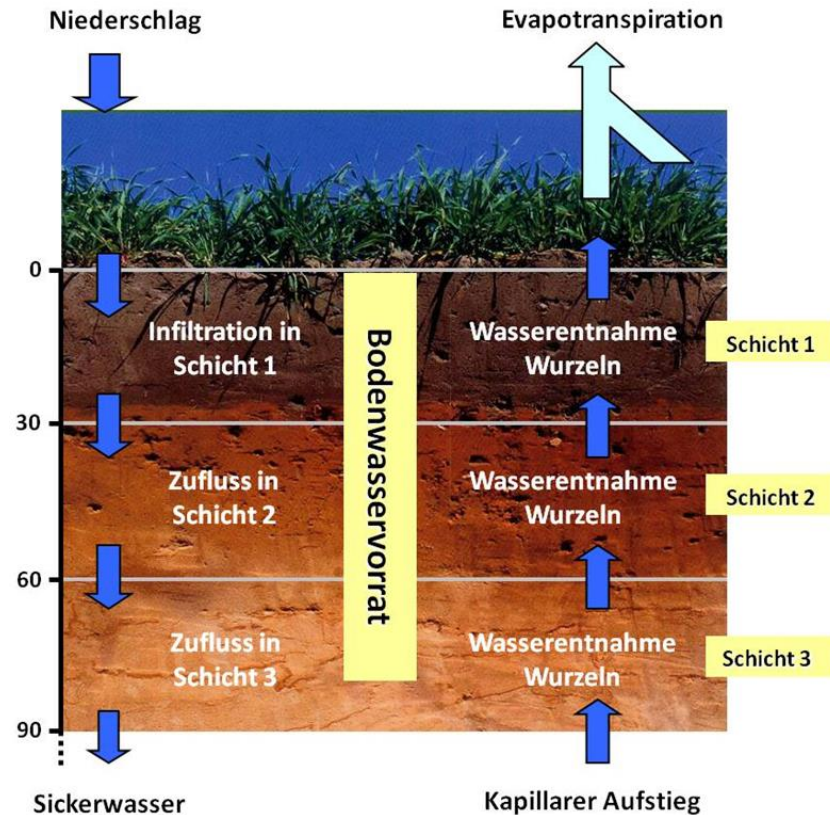 Niederschlag
Evapotranspiration
0
Infiltration in
Schicht 1
Bodenwasservorrat
Wasserentnahme
Wurzeln
Schicht 1
30
Zufluss in
Schicht 2
Wasserentnahme
Wurzeln
Schicht 2
60
Zufluss in
Schicht 3
Wasserentnahme
Wurzeln
Schicht 3
90
Sickerwasser
Kapillarer Aufstieg